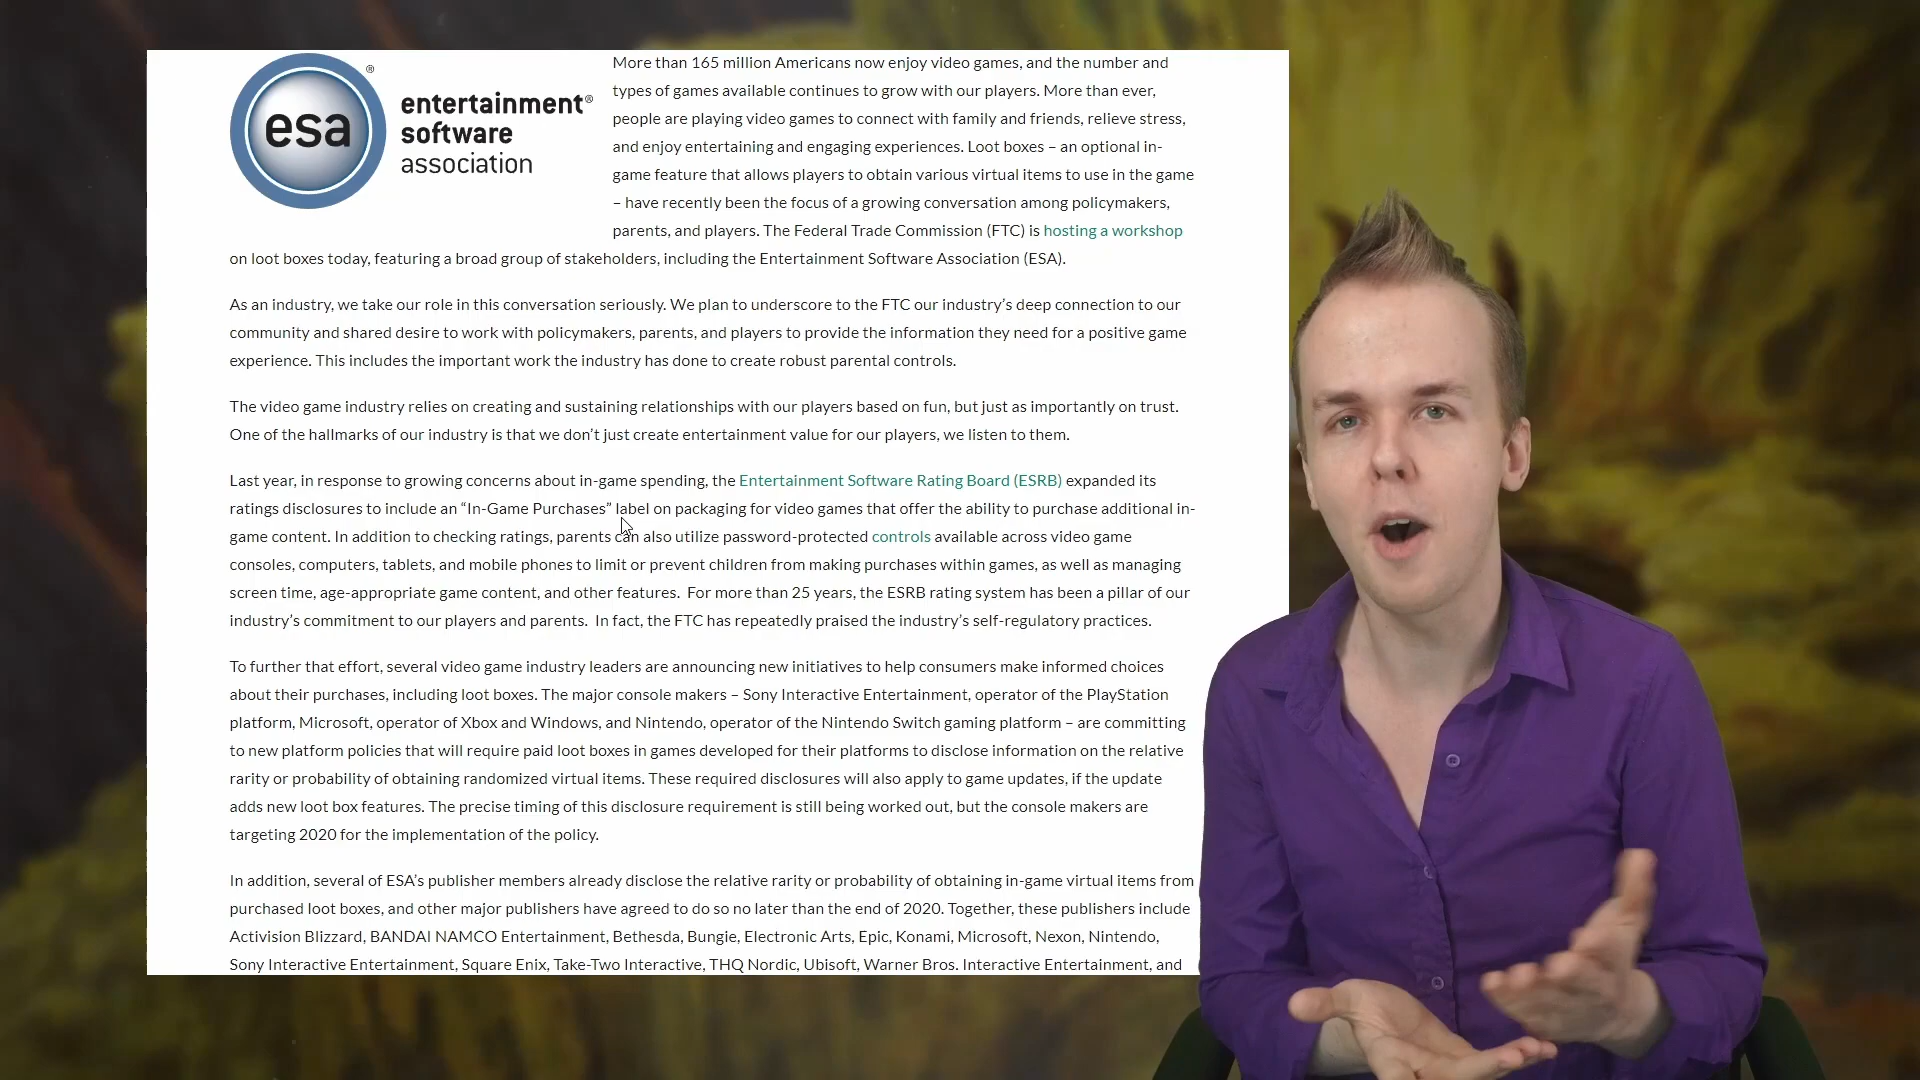 esa
®
entertainment®
software
association
More than 165 million Americans now enjoy video games, and the number and
types of games available continues to grow with our players. More than ever,
people are playing video games to connect with family and friends, relieve stress,
and enjoy entertaining and engaging experiences. Loot boxes – an optional in-
game feature that allows players to obtain various virtual items to use in the game
– have recently been the focus of a growing conversation among policymakers,
parents, and players. The Federal Trade Commission (FTC) is hosting a workshop
on loot boxes today, featuring a broad group of stakeholders, including the Entertainment Software Association (ESA).
As an industry, we take our role in this conversation seriously. We plan to underscore to the FTC our industry’s deep connection to our
community and shared desire to work with policymakers, parents, and players to provide the information they need for a positive game
experience. This includes the important work the industry has done to create robust parental controls.
The video game industry relies on creating and sustaining relationships with our players based on fun, but just as importantly on trust.
One of the hallmarks of our industry is that we don’t just create entertainment value for our players, we listen to them.
Last year, in response to growing concerns about in-game spending, the Entertainment Software Rating Board (ESRB) expanded its
ratings disclosures to include an “In-Game Purchases” label on packaging for video games that offer the ability to purchase additional in-
game content. In addition to checking ratings, parents can also utilize password-protected controls available across video game
consoles, computers, tablets, and mobile phones to limit or prevent children from making purchases within games, as well as managing
screen time, age-appropriate game content, and other features.  For more than 25 years, the ESRB rating system has been a pillar of our
industry’s commitment to our players and parents.  In fact, the FTC has repeatedly praised the industry’s self-regulatory practices.
To further that effort, several video game industry leaders are announcing new initiatives to help consumers make informed choices
about their purchases, including loot boxes. The major console makers – Sony Interactive Entertainment, operator of the PlayStation
platform, Microsoft, operator of Xbox and Windows, and Nintendo, operator of the Nintendo Switch gaming platform – are committing
to new platform policies that will require paid loot boxes in games developed for their platforms to disclose information on the relative
rarity or probability of obtaining randomized virtual items. These required disclosures will also apply to game updates, if the update
adds new loot box features. The precise timing of this disclosure requirement is still being worked out, but the console makers are
targeting 2020 for the implementation of the policy.
In addition, several of ESA’s publisher members already disclose the relative rarity or probability of obtaining in-game virtual items from
purchased loot boxes, and other major publishers have agreed to do so no later than the end of 2020. Together, these publishers include
Activision Blizzard, BANDAI NAMCO Entertainment, Bethesda, Bungie, Electronic Arts, Epic, Konami, Microsoft, Nexon, Nintendo,
Sony Interactive Entertainment, Square Enix, Take-Two Interactive, THQ Nordic, Ubisoft, Warner Bros. Interactive Entertainment, and